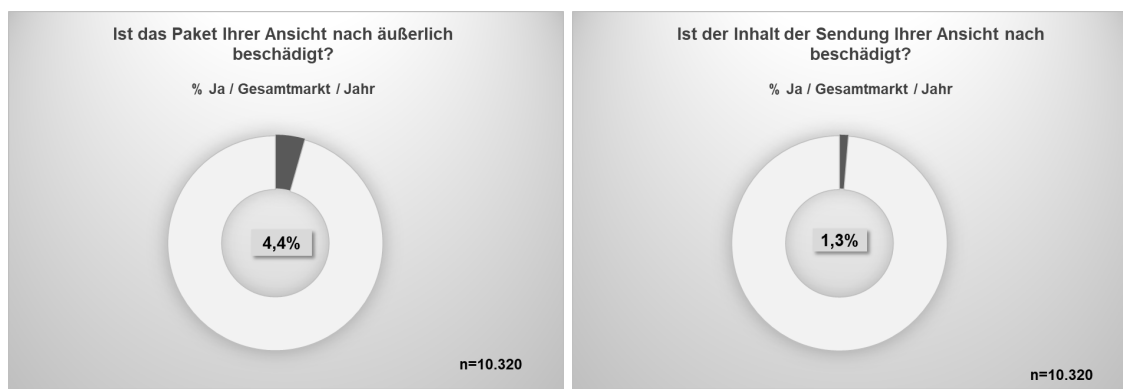 Ist das Paket Ihrer Ansicht nach äußerlich
beschädigt?
% Ja / Gesamtmarkt / Jahr
4,4%
n=10.320
Ist der Inhalt der Sendung Ihrer Ansicht nach
beschädigt?
% Ja / Gesamtmarkt / Jahr
1,3%
n=10.320